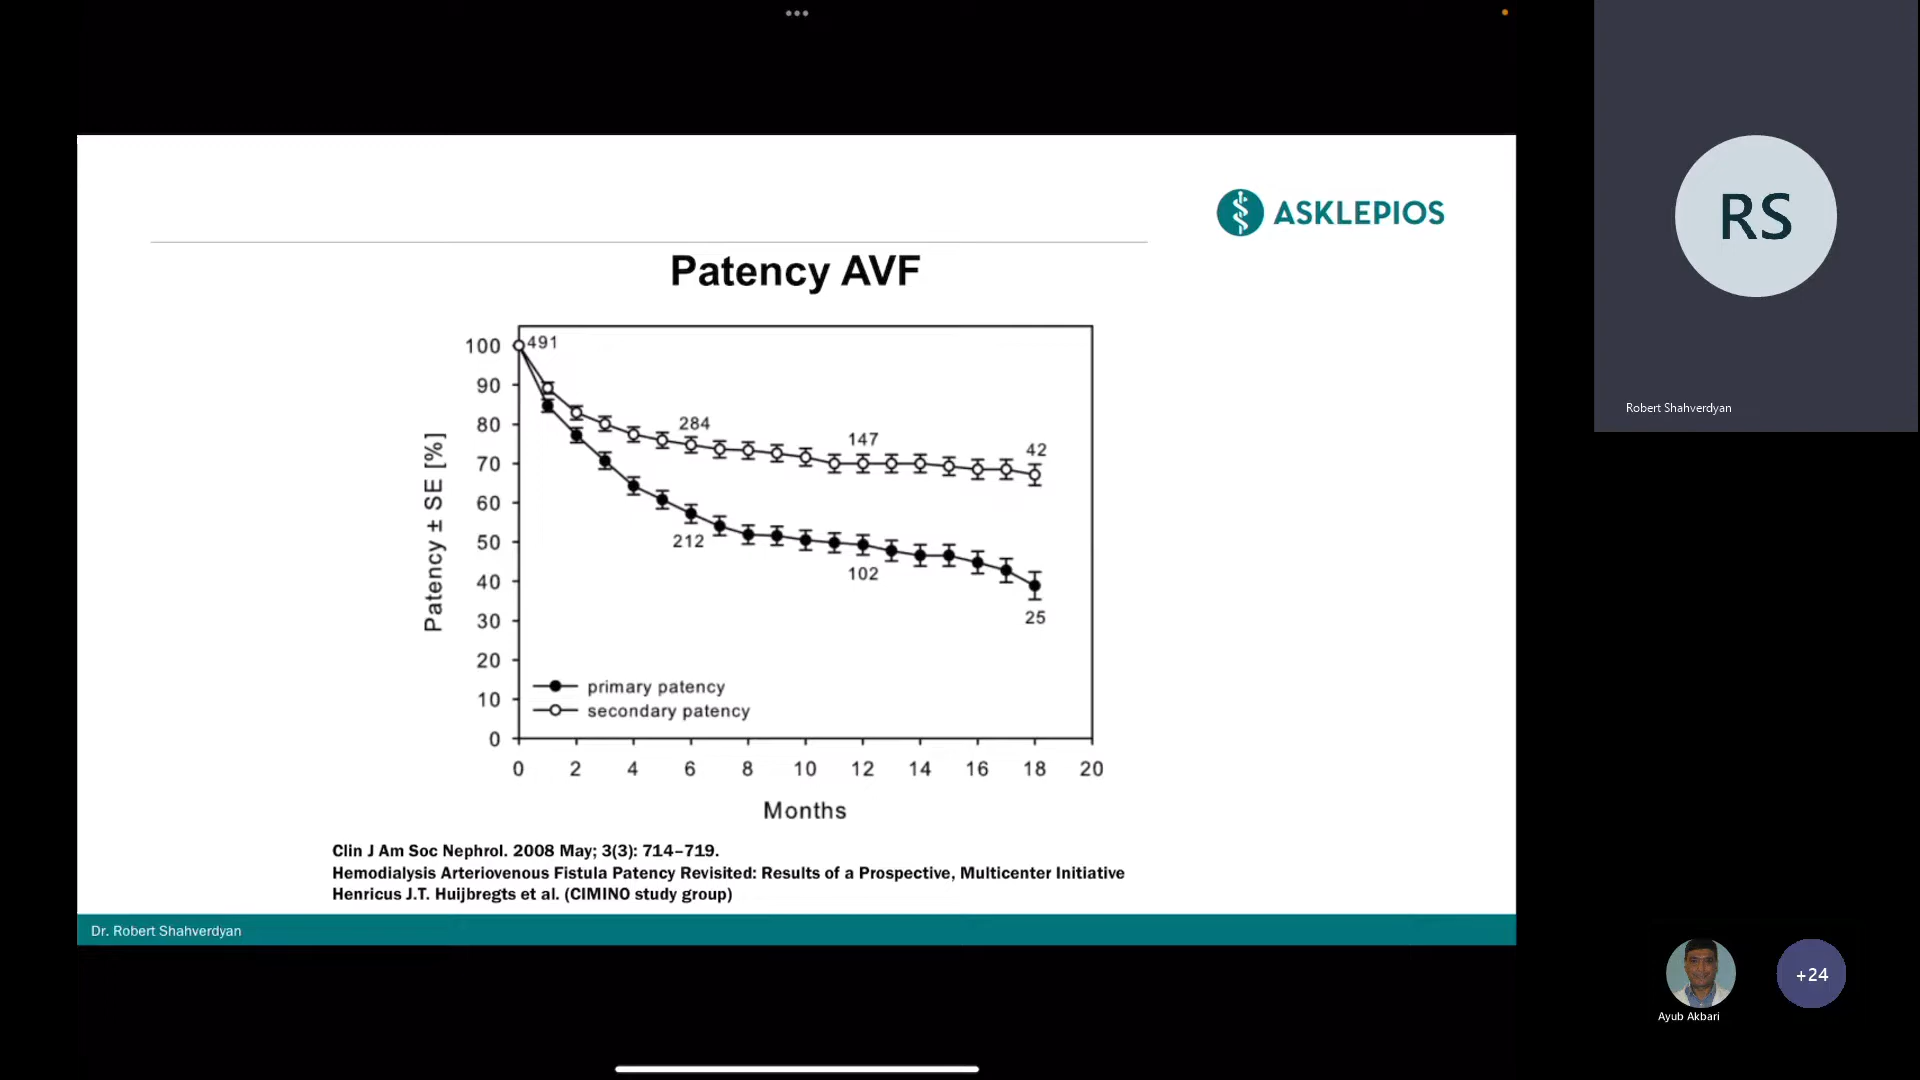 ASKLEPIOS
Patency AVF
Patency ± SE [%]
100
90
80
70
60
50
40
30
20
10
0
491
284
147
42
212
102
25
primary patency
secondary patency
0 2 4 6 8 10 12 14 16 18 20
Months
Clin J Am Soc Nephrol. 2008 May; 3(3): 714–719.
Hemodialysis Arteriovenous Fistula Patency Revisited: Results of a Prospective, Multicenter Initiative
Henricus J.T. Huijbregts et al. (CIMINO study group)
Dr. Robert Shahverdyan
RS
Robert Shahverdyan
Ayub Akbari
+24